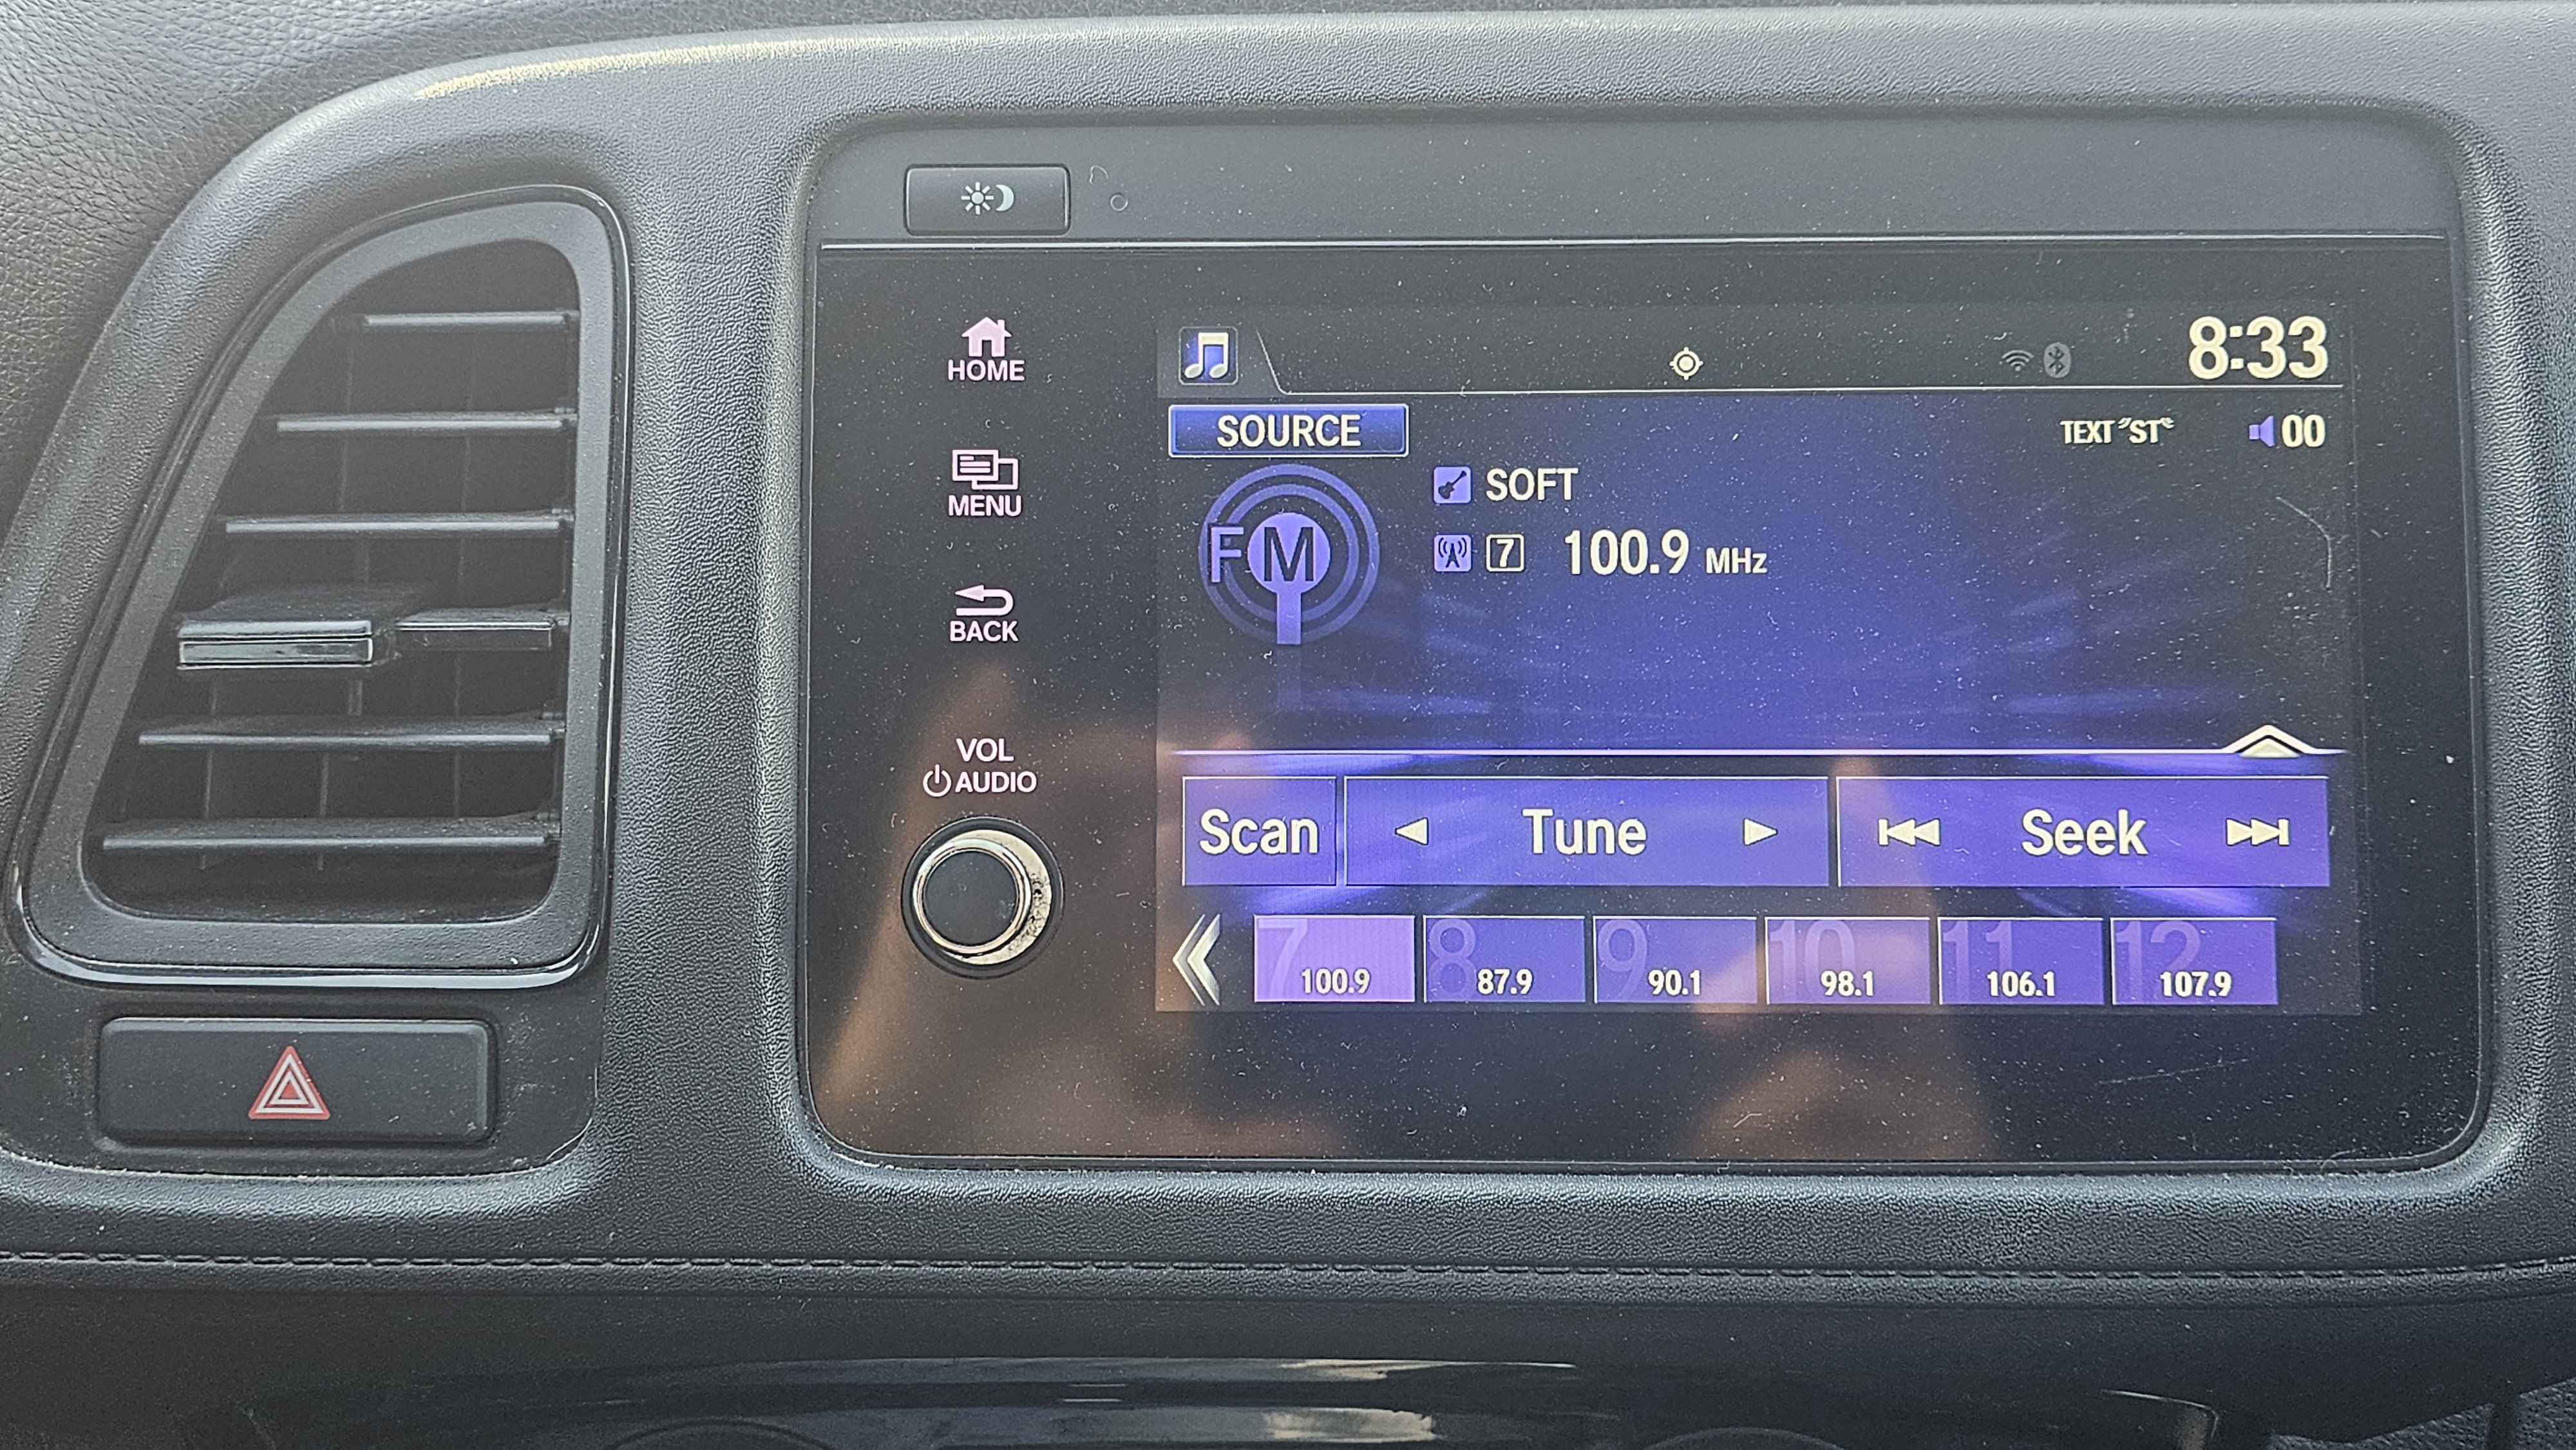 HOME
8:33
SOURCE
TEXT "ST" 00
MENU
SOFT
FM
7 100.9 MHz
BACK
VOL
AUDIO
Scan Tune Seek
7 8 9 10 11 12
100.9 87.9 90.1 98.1 106.1 107.9